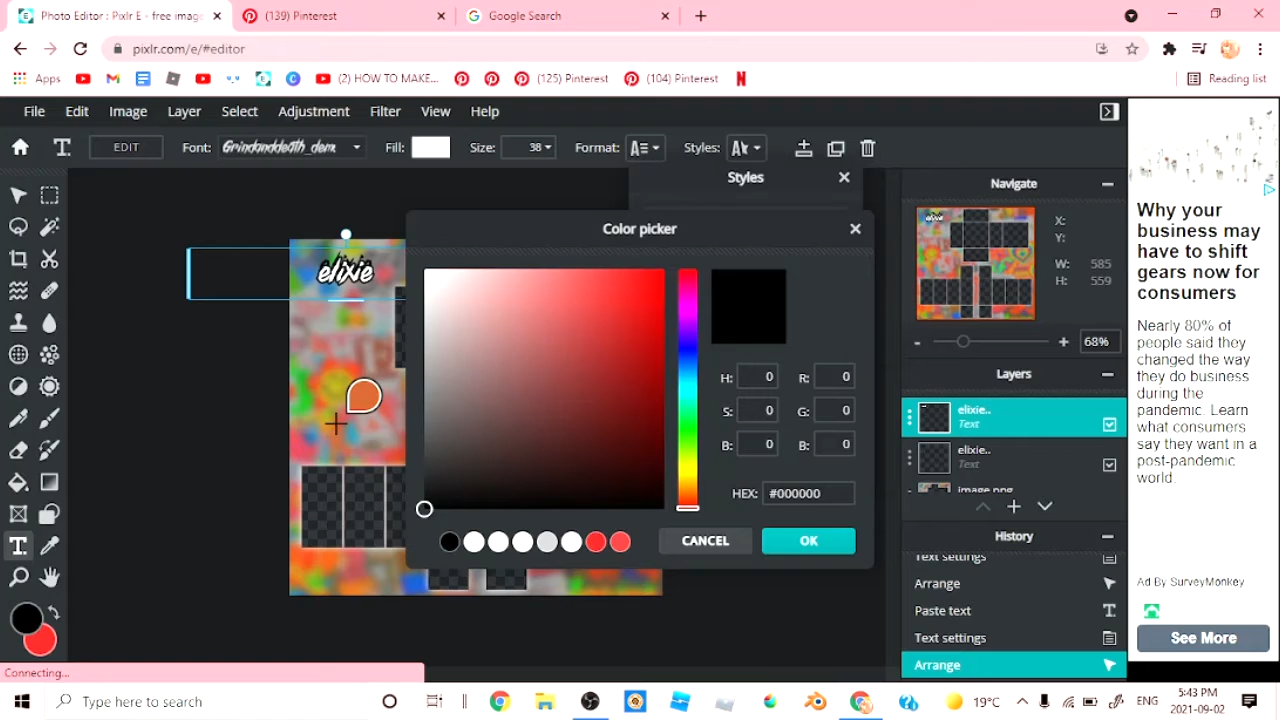 Photo Editor : Pixlr E - free image
(139) Pinterest
Google Search
pixlr.com/e/#editor
Apps
(2) HOW TO MAKE...
(125) Pinterest
(104) Pinterest
Reading list
File Edit Image Layer Select Adjustment Filter View Help
EDIT Font: Grindanddeath_demo Fill: Size: 38 Format: Styles:
Styles
Navigate
X:
Y:
W: 585
H: 559
68%
elixie
Color picker
H: 0 R: 0
S: 0 G: 0
B: 0 B: 0
HEX: #000000
CANCEL OK
Layers
elixie..
Text
elixie..
Text
image.png
History
Text settings
Arrange
Paste text
Text settings
Arrange
Why your
business may
have to shift
gears now for
consumers
Nearly 80% of
people said they
changed the way
they do business
during the
pandemic. Learn
what consumers
say they want in a
post-pandemic
world.
Ad By SurveyMonkey
See More
Connecting...
Type here to search
19°C
ENG
5:43 PM
2021-09-02